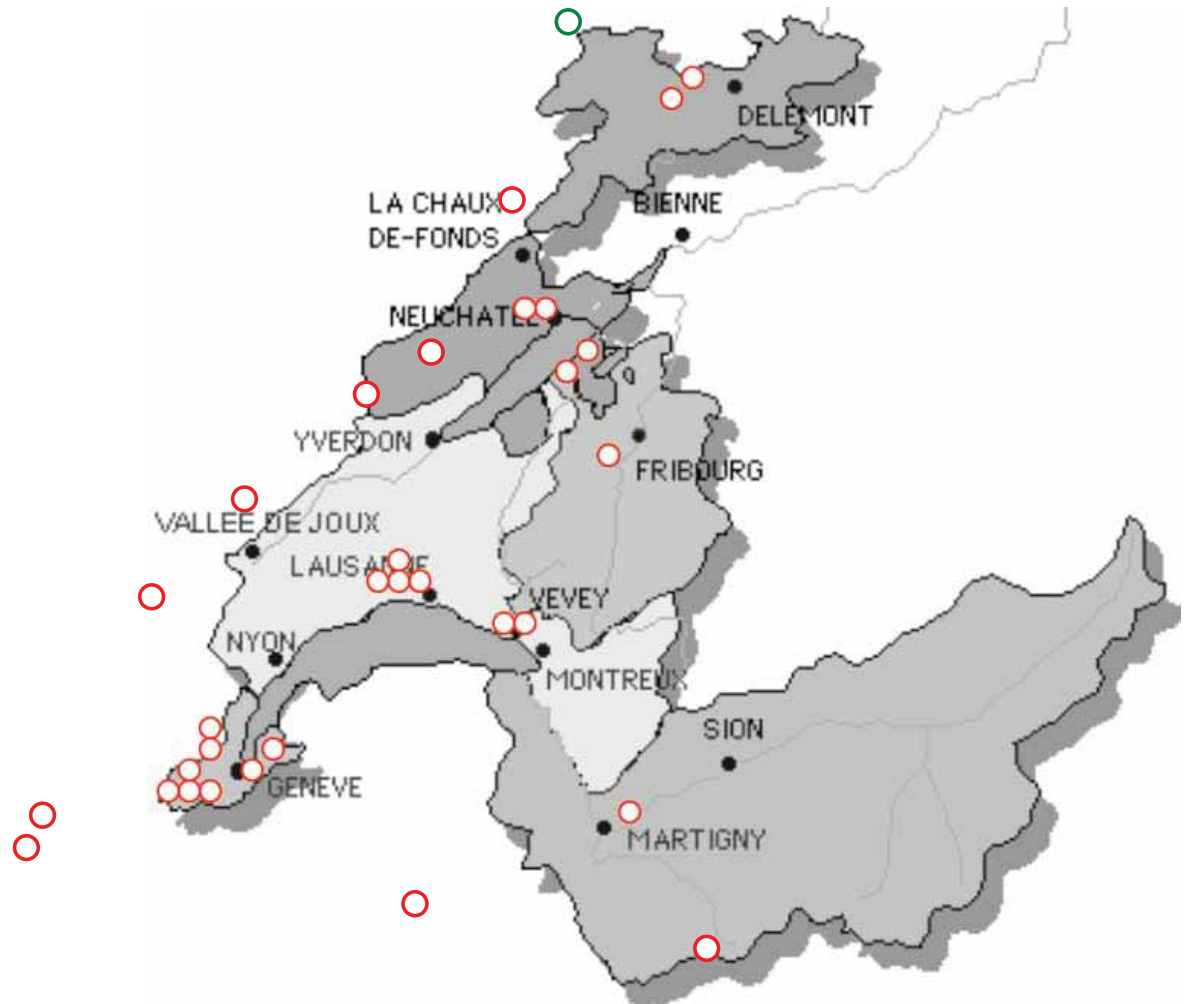 DELEMONT
LA CHAUX
DE-FONDS
BIENNE
NEUCHATEL
YVERDON
FRIBOURG
VALLEE DE JOUX
LAUSANNE
VEVEY
NYON
MONTREUX
SION
GENEVE
MARTIGNY